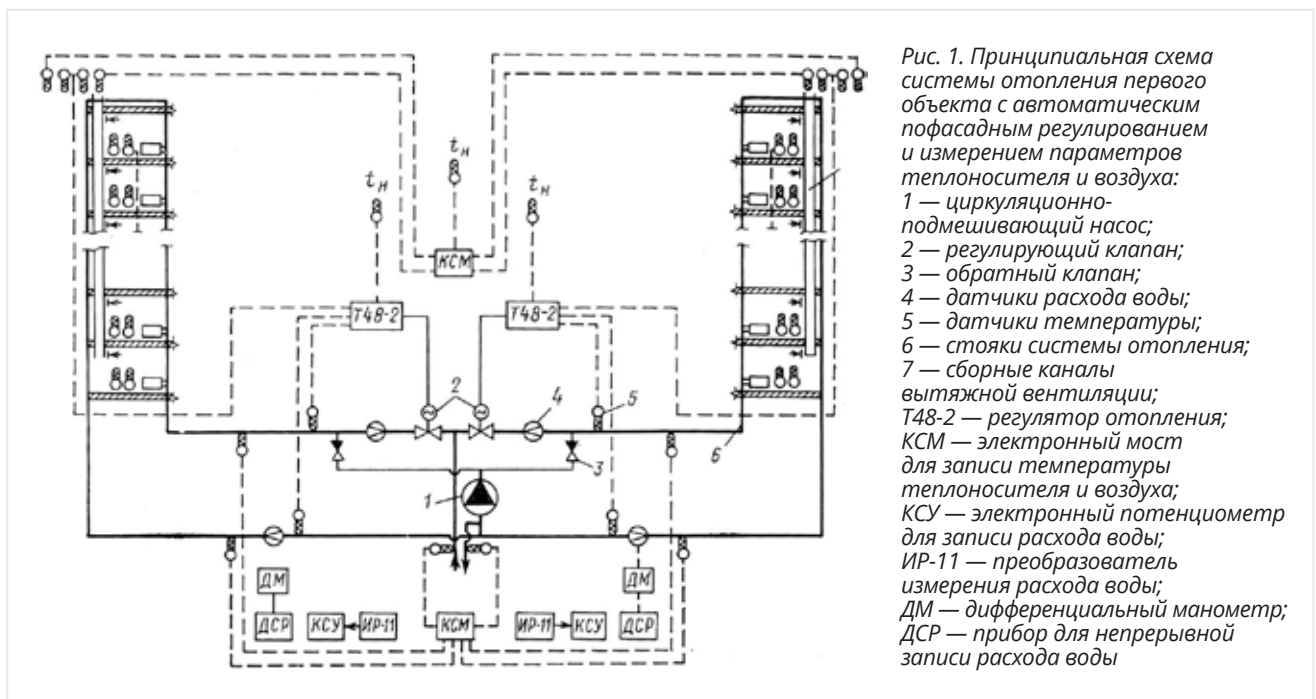 Рис. 1. Принципиальная схема
системы отопления первого
объекта с автоматическим
пофасадным регулированием
и измерением параметров
теплоносителя и воздуха:
1 — циркуляционно-
подмешивающий насос;
2 — регулирующий клапан;
3 — обратный клапан;
4 — датчики расхода воды;
5 — датчики температуры;
6 — стояки системы отопления;
7 — сборные каналы
вытяжной вентиляции;
Т48-2 — регулятор отопления;
КСМ — электронный мост
для записи температуры
теплоносителя и воздуха;
КСУ — электронный потенциометр
для записи расхода воды;
ИР-11 — преобразователь
измерения расхода воды;
ДМ — дифференциальный манометр;
ДСР — прибор для непрерывной
записи расхода воды
tн
tн
tн
КСМ
Т48-2
Т48-2
2
4
5
6
3
1
ДМ
ДМ
ДСР
КСУ
ИР-11
КСМ
ИР-11
КСУ
ДСР